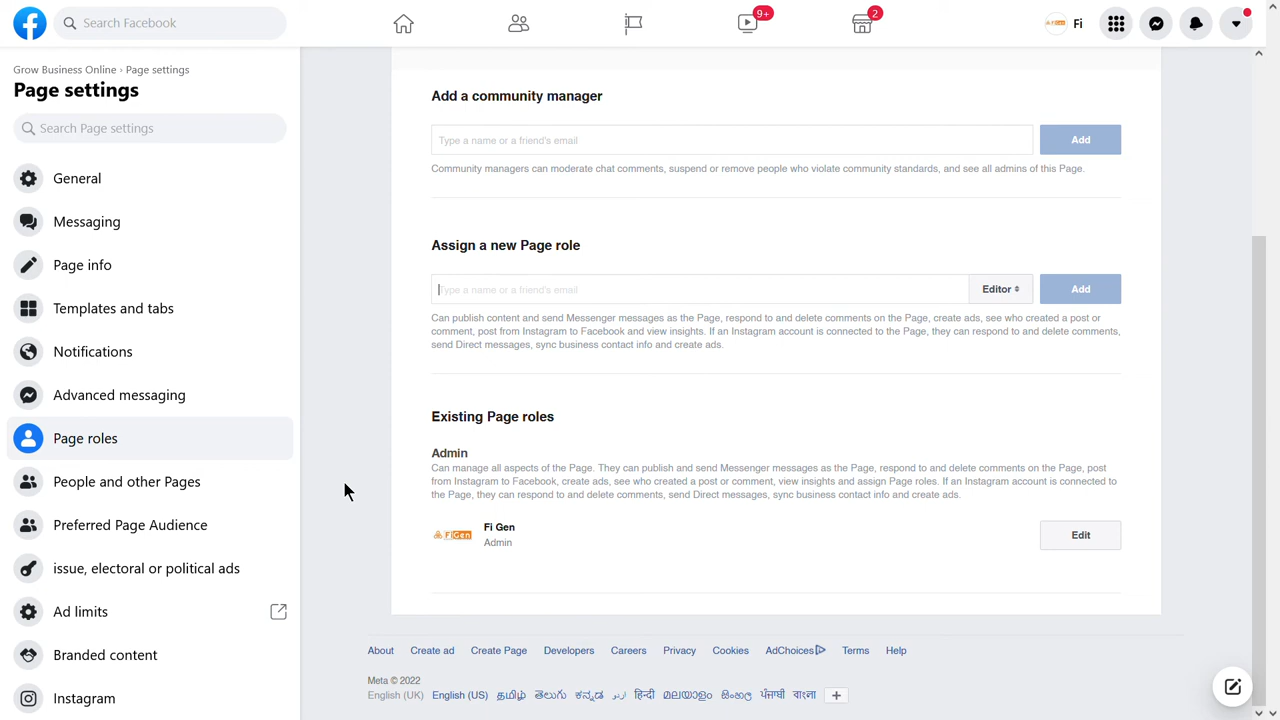 Search Facebook
9+
2
Fi
Grow Business Online › Page settings
Page settings
Search Page settings
General
Messaging
Page info
Templates and tabs
Notifications
Advanced messaging
Page roles
People and other Pages
Preferred Page Audience
issue, electoral or political ads
Ad limits
Branded content
Instagram
Add a community manager
Type a name or a friend's email
Add
Community managers can moderate chat comments, suspend or remove people who violate community standards, and see all admins of this Page.
Assign a new Page role
Type a name or a friend's email
Editor
Add
Can publish content and send Messenger messages as the Page, respond to and delete comments on the Page, create ads, see who created a post or
comment, post from Instagram to Facebook and view insights. If an Instagram account is connected to the Page, they can respond to and delete comments,
send Direct messages, sync business contact info and create ads.
Existing Page roles
Admin
Can manage all aspects of the Page. They can publish and send Messenger messages as the Page, respond to and delete comments on the Page, post
from Instagram to Facebook, create ads, see who created a post or comment, view insights and assign Page roles. If an Instagram account is connected to
the Page, they can respond to and delete comments, send Direct messages, sync business contact info and create ads.
FiGen
Fi Gen
Admin
Edit
About Create ad Create Page Developers Careers Privacy Cookies AdChoices Terms Help
Meta © 2022
English (UK) English (US) தமிழ் తెలుగు ಕನ್ನಡ اردو हिन्दी മലയാളം සිංහල ਪੰਜਾਬੀ বাংলা +